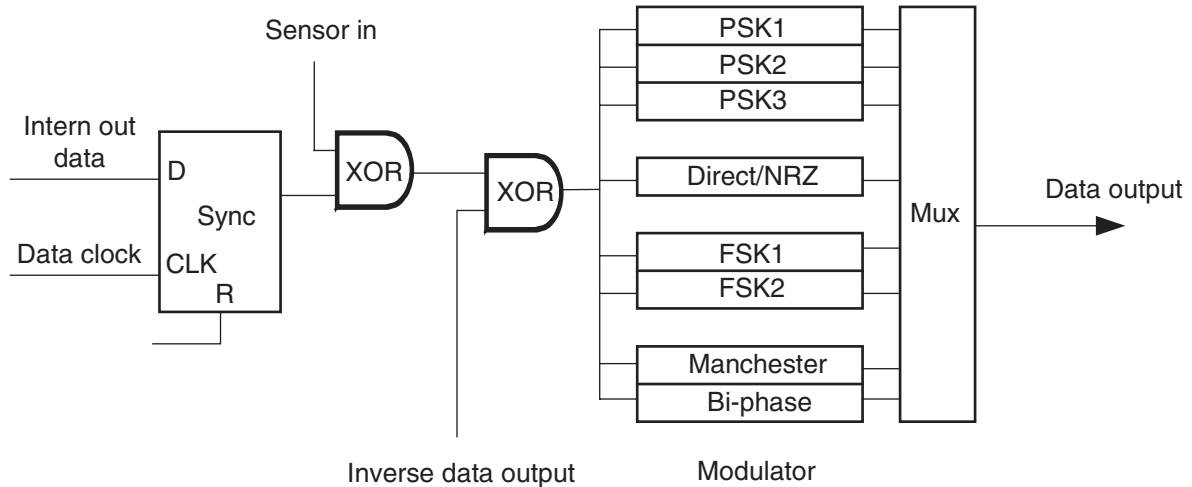 Sensor in
Intern out
data
D
Sync
Data clock
CLK
R
XOR
XOR
Inverse data output
PSK1
PSK2
PSK3
Direct/NRZ
FSK1
FSK2
Manchester
Bi-phase
Modulator
Mux
Data output